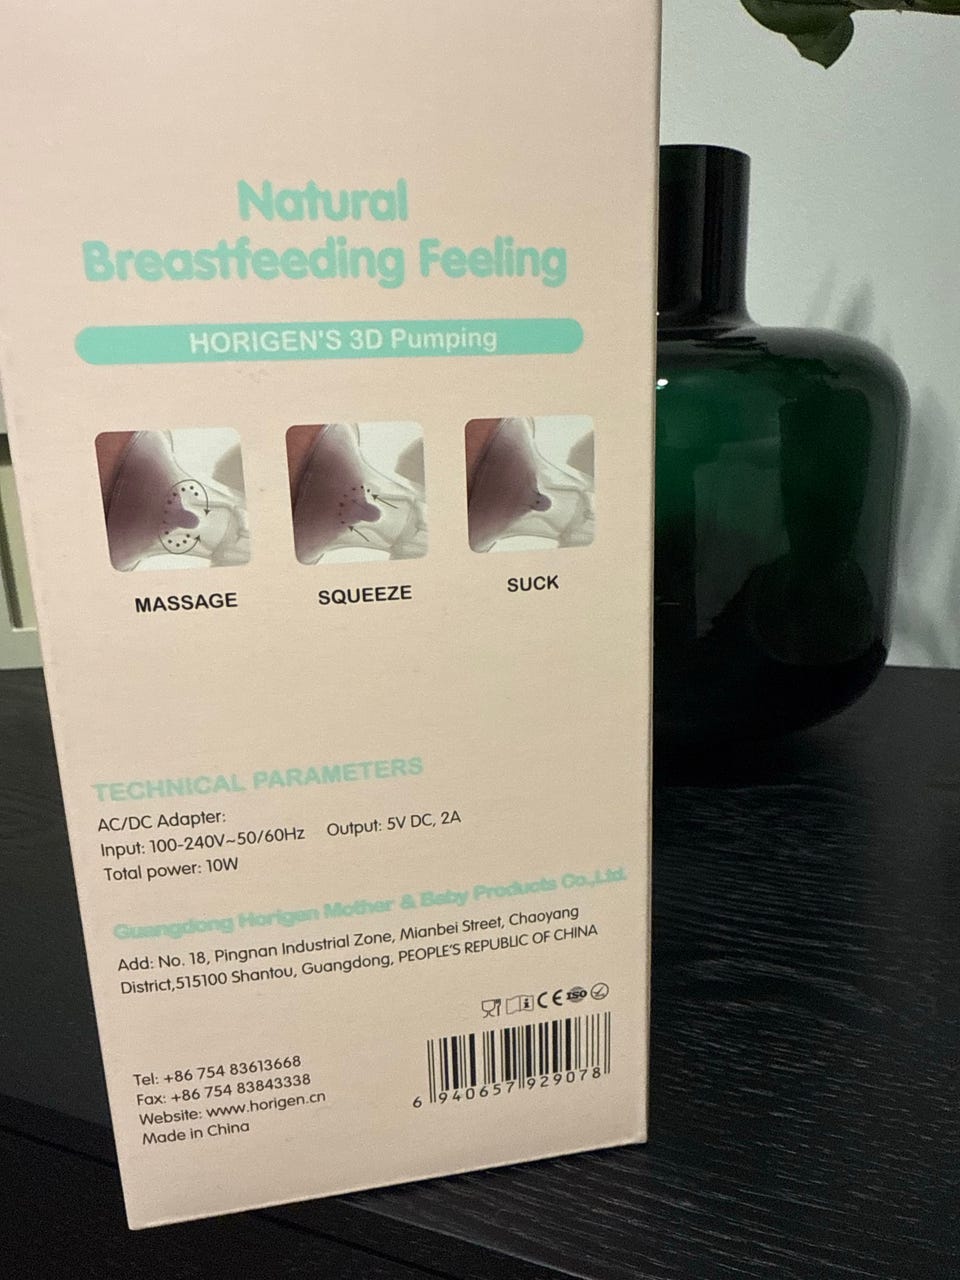 Natural
Breastfeeding Feeling
HORIGEN'S 3D Pumping
MASSAGE
SQUEEZE
SUCK
TECHNICAL PARAMETERS
AC/DC Adapter:
Input: 100-240V~50/60Hz Output: 5V DC, 2A
Total power: 10W
Guangdong Horigen Mother & Baby Products Co.,Ltd.
Add: No. 18, Pingnan Industrial Zone, Mianbei Street, Chaoyang
District,515100 Shantou, Guangdong, PEOPLE'S REPUBLIC OF CHINA
CE ISO
6 940657 929078
Tel: +86 754 83613668
Fax: +86 754 83843338
Website: www.horigen.cn
Made in China